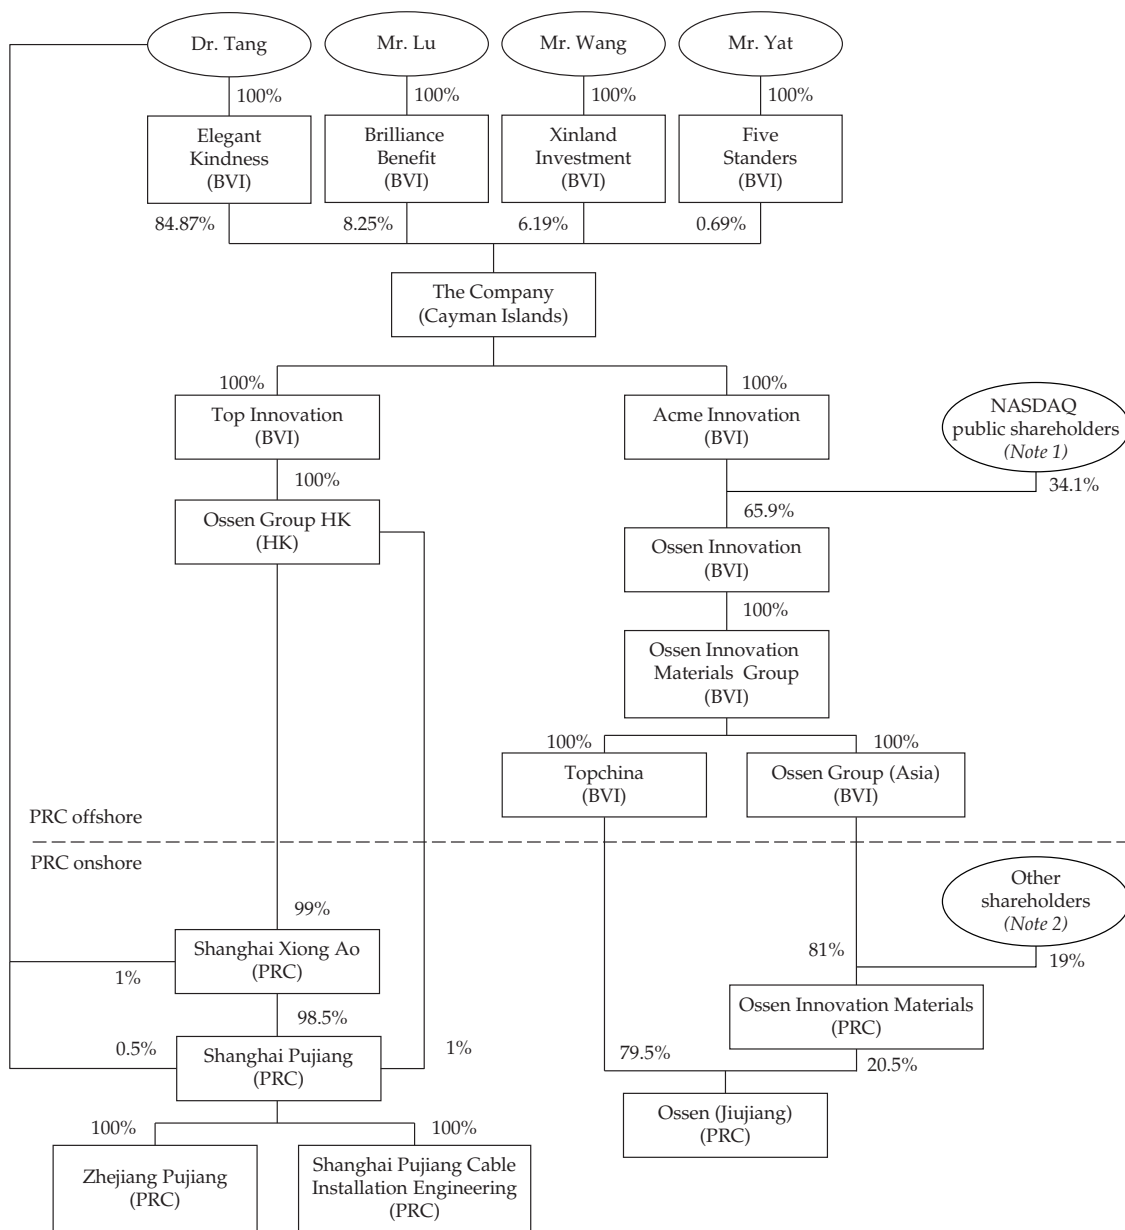 Dr. Tang
Mr. Lu
Mr. Wang
Mr. Yat
100%
100%
100%
100%
Elegant
Kindness
(BVI)
Brilliance
Benefit
(BVI)
Xinland
Investment
(BVI)
Five
Standers
(BVI)
84.87%
8.25%
6.19%
0.69%
The Company
(Cayman Islands)
100%
100%
Top Innovation
(BVI)
Acme Innovation
(BVI)
NASDAQ
public shareholders
(Note 1)
100%
34.1%
65.9%
Ossen Group HK
(HK)
Ossen Innovation
(BVI)
100%
Ossen Innovation
Materials Group
(BVI)
100%
100%
Topchina
(BVI)
Ossen Group (Asia)
(BVI)
PRC offshore
PRC onshore
Other
shareholders
(Note 2)
99%
Shanghai Xiong Ao
(PRC)
81%
19%
1%
Ossen Innovation Materials
(PRC)
98.5%
0.5%
Shanghai Pujiang
(PRC)
1%
79.5%
20.5%
Ossen (Jiujiang)
(PRC)
100%
100%
Zhejiang Pujiang
(PRC)
Shanghai Pujiang Cable
Installation Engineering
(PRC)